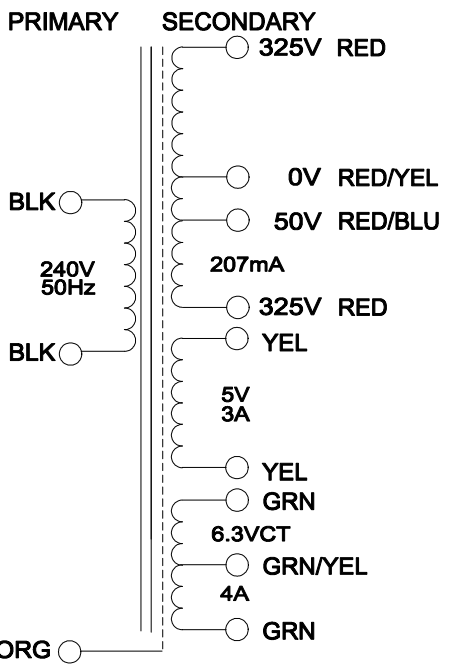 PRIMARY SECONDARY
325V RED
0V RED/YEL
BLK
50V RED/BLU
240V
50Hz
207mA
325V RED
YEL
BLK
5V
3A
YEL
GRN
6.3VCT
GRN/YEL
4A
GRN
ORG